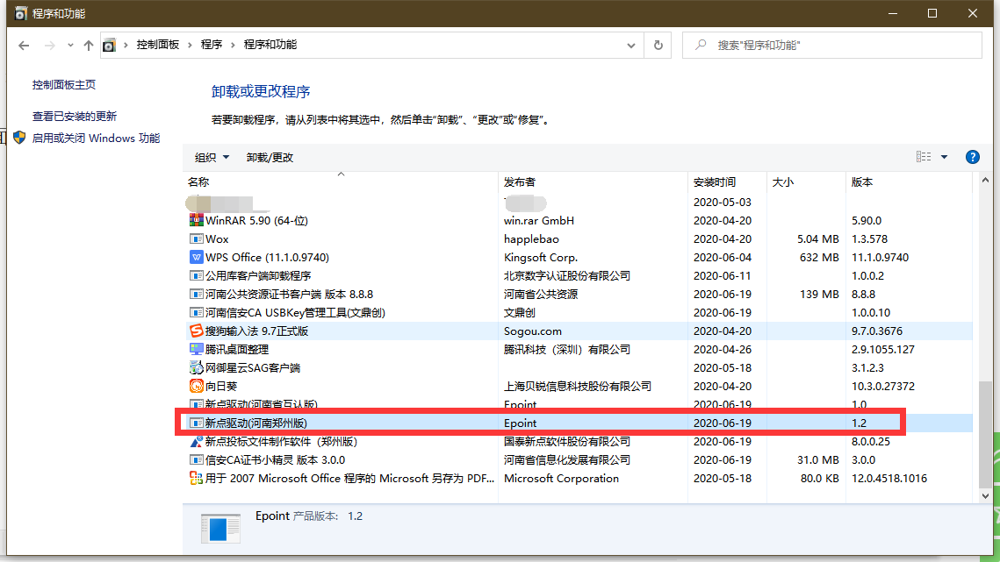 程序和功能
控制面板 程序 程序和功能
搜索"程序和功能"
控制面板主页
查看已安装的更新
启用或关闭 Windows 功能
卸载或更改程序
若要卸载程序，请从列表中将其选中，然后单击“卸载”、“更改”或“修复”。
组织 卸载/更改
名称 发布者 安装时间 大小 版本
2020-05-03
WinRAR 5.90 (64-位) win.rar GmbH 2020-04-20 5.90.0
Wox happlebao 2020-04-20 5.04 MB 1.3.578
WPS Office (11.1.0.9740) Kingsoft Corp. 2020-06-04 632 MB 11.1.0.9740
公用库客户端卸载程序 北京数字认证股份有限公司 2020-06-11 1.0.0.2
河南公共资源证书客户端 版本 8.8.8 河南省公共资源 2020-06-19 139 MB 8.8.8
河南信安CA USBKey管理工具(文鼎创) 文鼎创 2020-06-19 1.0.0.10
搜狗输入法 9.7正式版 Sogou.com 2020-04-20 9.7.0.3676
腾讯桌面整理 腾讯科技（深圳）有限公司 2020-04-26 2.9.1055.127
网御星云SAG客户端 2020-05-18 3.1.2.3
向日葵 上海贝锐信息科技股份有限公司 2020-04-20 10.3.0.27372
新点驱动(河南省互认版) Epoint 2020-06-19 1.0
新点驱动(河南郑州版) Epoint 2020-06-19 1.2
新点投标文件制作软件（郑州版） 国泰新点软件股份有限公司 2020-06-19 8.0.0.25
信安CA证书小精灵 版本 3.0.0 河南省信息化发展有限公司 2020-06-19 31.0 MB 3.0.0
用于 2007 Microsoft Office 程序的 Microsoft 另存为 PDF... Microsoft Corporation 2020-05-18 80.0 KB 12.0.4518.1016
Epoint 产品版本: 1.2